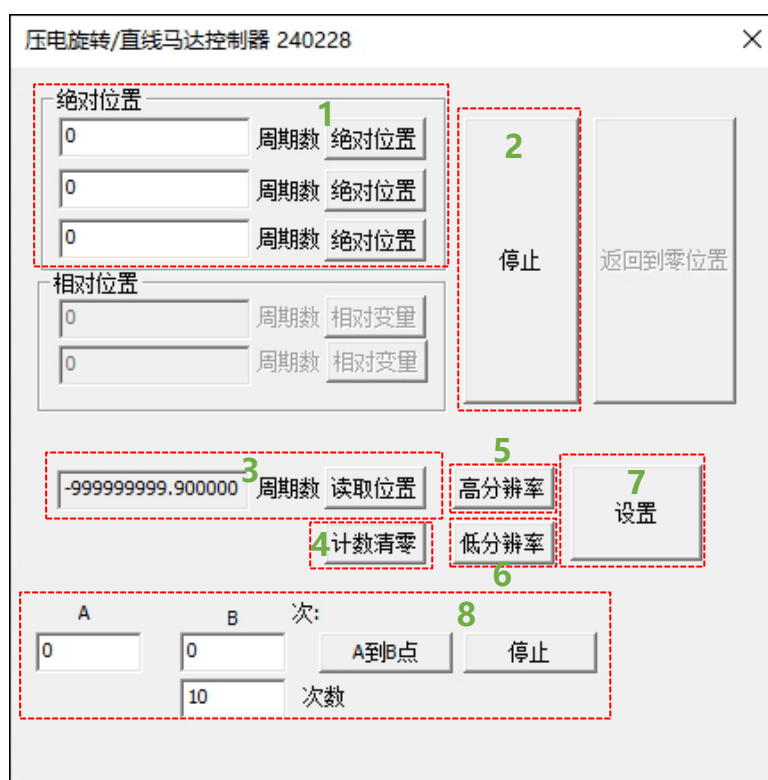 压电旋转/直线马达控制器 240228
绝对位置
1
0 周期数 绝对位置
0 周期数 绝对位置
0 周期数 绝对位置
2
停止
返回到零位置
相对位置
0 周期数 相对变量
0 周期数 相对变量
3
-999999999.900000 周期数 读取位置
4 计数清零
5
高分辨率
低分辨率
6
7
设置
8
A B 次:
0 0 A到B点 停止
10 次数